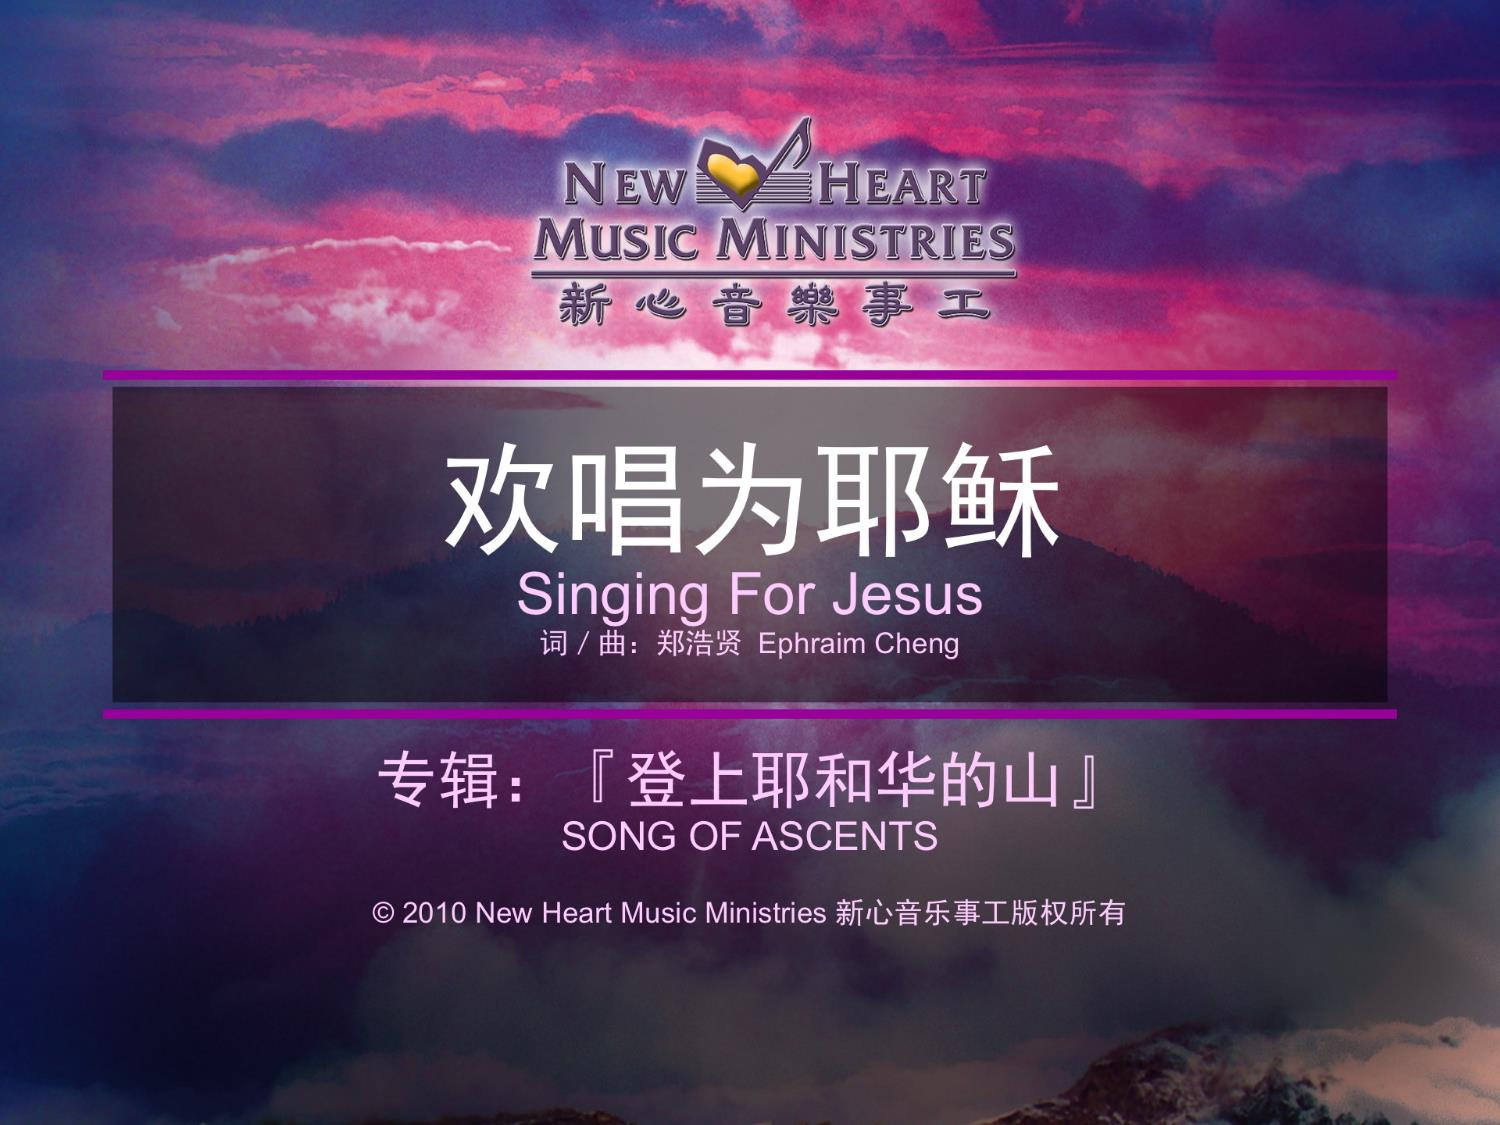 NEW HEART
MUSIC MINISTRIES
新心音樂事工
欢唱为耶稣
Singing For Jesus
词 / 曲：郑浩贤 Ephraim Cheng
专辑：『登上耶和华的山』
SONG OF ASCENTS
© 2010 New Heart Music Ministries 新心音乐事工版权所有